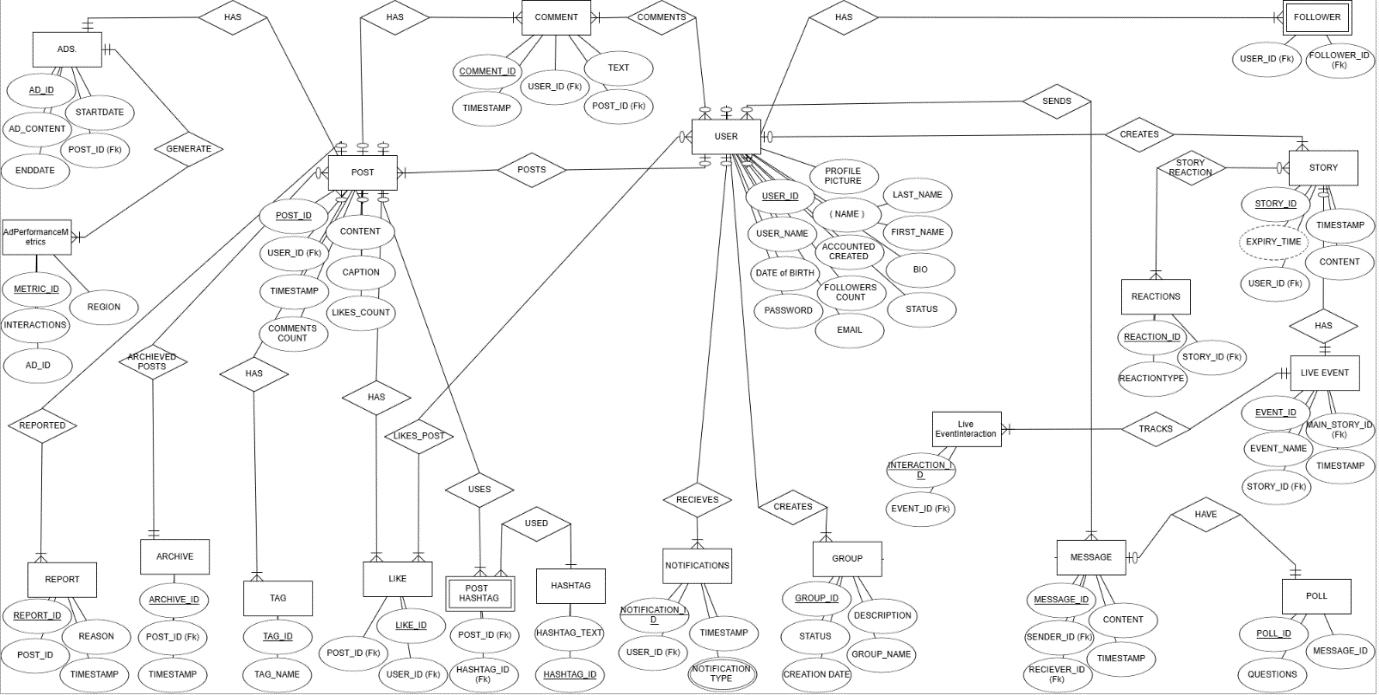 HAS
HAS
COMMENT
COMMENTS
HAS
FOLLOWER
USER_ID (Fk)
FOLLOWER_ID
(Fk)
ADS.
AD_ID
STARTDATE
AD_CONTENT
POST_ID (Fk)
ENDDATE
GENERATE
COMMENT_ID
TEXT
USER_ID (Fk)
TIMESTAMP
POST_ID (Fk)
SENDS
USER
CREATES
POST
POSTS
STORY
REACTION
STORY
PROFILE
PICTURE
USER_ID
LAST_NAME
( NAME )
USER_NAME
FIRST_NAME
ACCOUNTED
CREATED
DATE of BIRTH
BIO
FOLLOWERS
COUNT
PASSWORD
STATUS
EMAIL
STORY_ID
TIMESTAMP
EXPIRY_TIME
CONTENT
USER_ID (Fk)
POST_ID
CONTENT
USER_ID (Fk)
CAPTION
TIMESTAMP
LIKES_COUNT
COMMENTS
COUNT
AdPerformanceM
etrics
METRIC_ID
REGION
INTERACTIONS
AD_ID
REACTIONS
REACTION_ID
STORY_ID (Fk)
REACTIONTYPE
HAS
LIVE EVENT
EVENT_ID
MAIN_STORY_ID
(Fk)
EVENT_NAME
TIMESTAMP
STORY_ID (Fk)
ARCHIEVED
POSTS
HAS
HAS
REPORTED
LIKES_POST
Live
EventInteraction
TRACKS
INTERACTION_I
D
EVENT_ID (Fk)
USES
RECIEVES
CREATES
USED
HAVE
REPORT
REPORT_ID
REASON
POST_ID
TIMESTAMP
ARCHIVE
ARCHIVE_ID
POST_ID (Fk)
TIMESTAMP
TAG
TAG_ID
TAG_NAME
LIKE
LIKE_ID
POST_ID (Fk)
USER_ID (Fk)
POST
HASHTAG
POST_ID (Fk)
HASHTAG_ID
(Fk)
HASHTAG
HASHTAG_TEXT
HASHTAG_ID
NOTIFICATIONS
NOTIFICATION_I
D
TIMESTAMP
USER_ID (Fk)
NOTIFICATION
TYPE
GROUP
GROUP_ID
DESCRIPTION
STATUS
GROUP_NAME
CREATION DATE
MESSAGE
MESSAGE_ID
CONTENT
SENDER_ID (Fk)
TIMESTAMP
RECIEVER_ID
(Fk)
POLL
POLL_ID
MESSAGE_ID
QUESTIONS